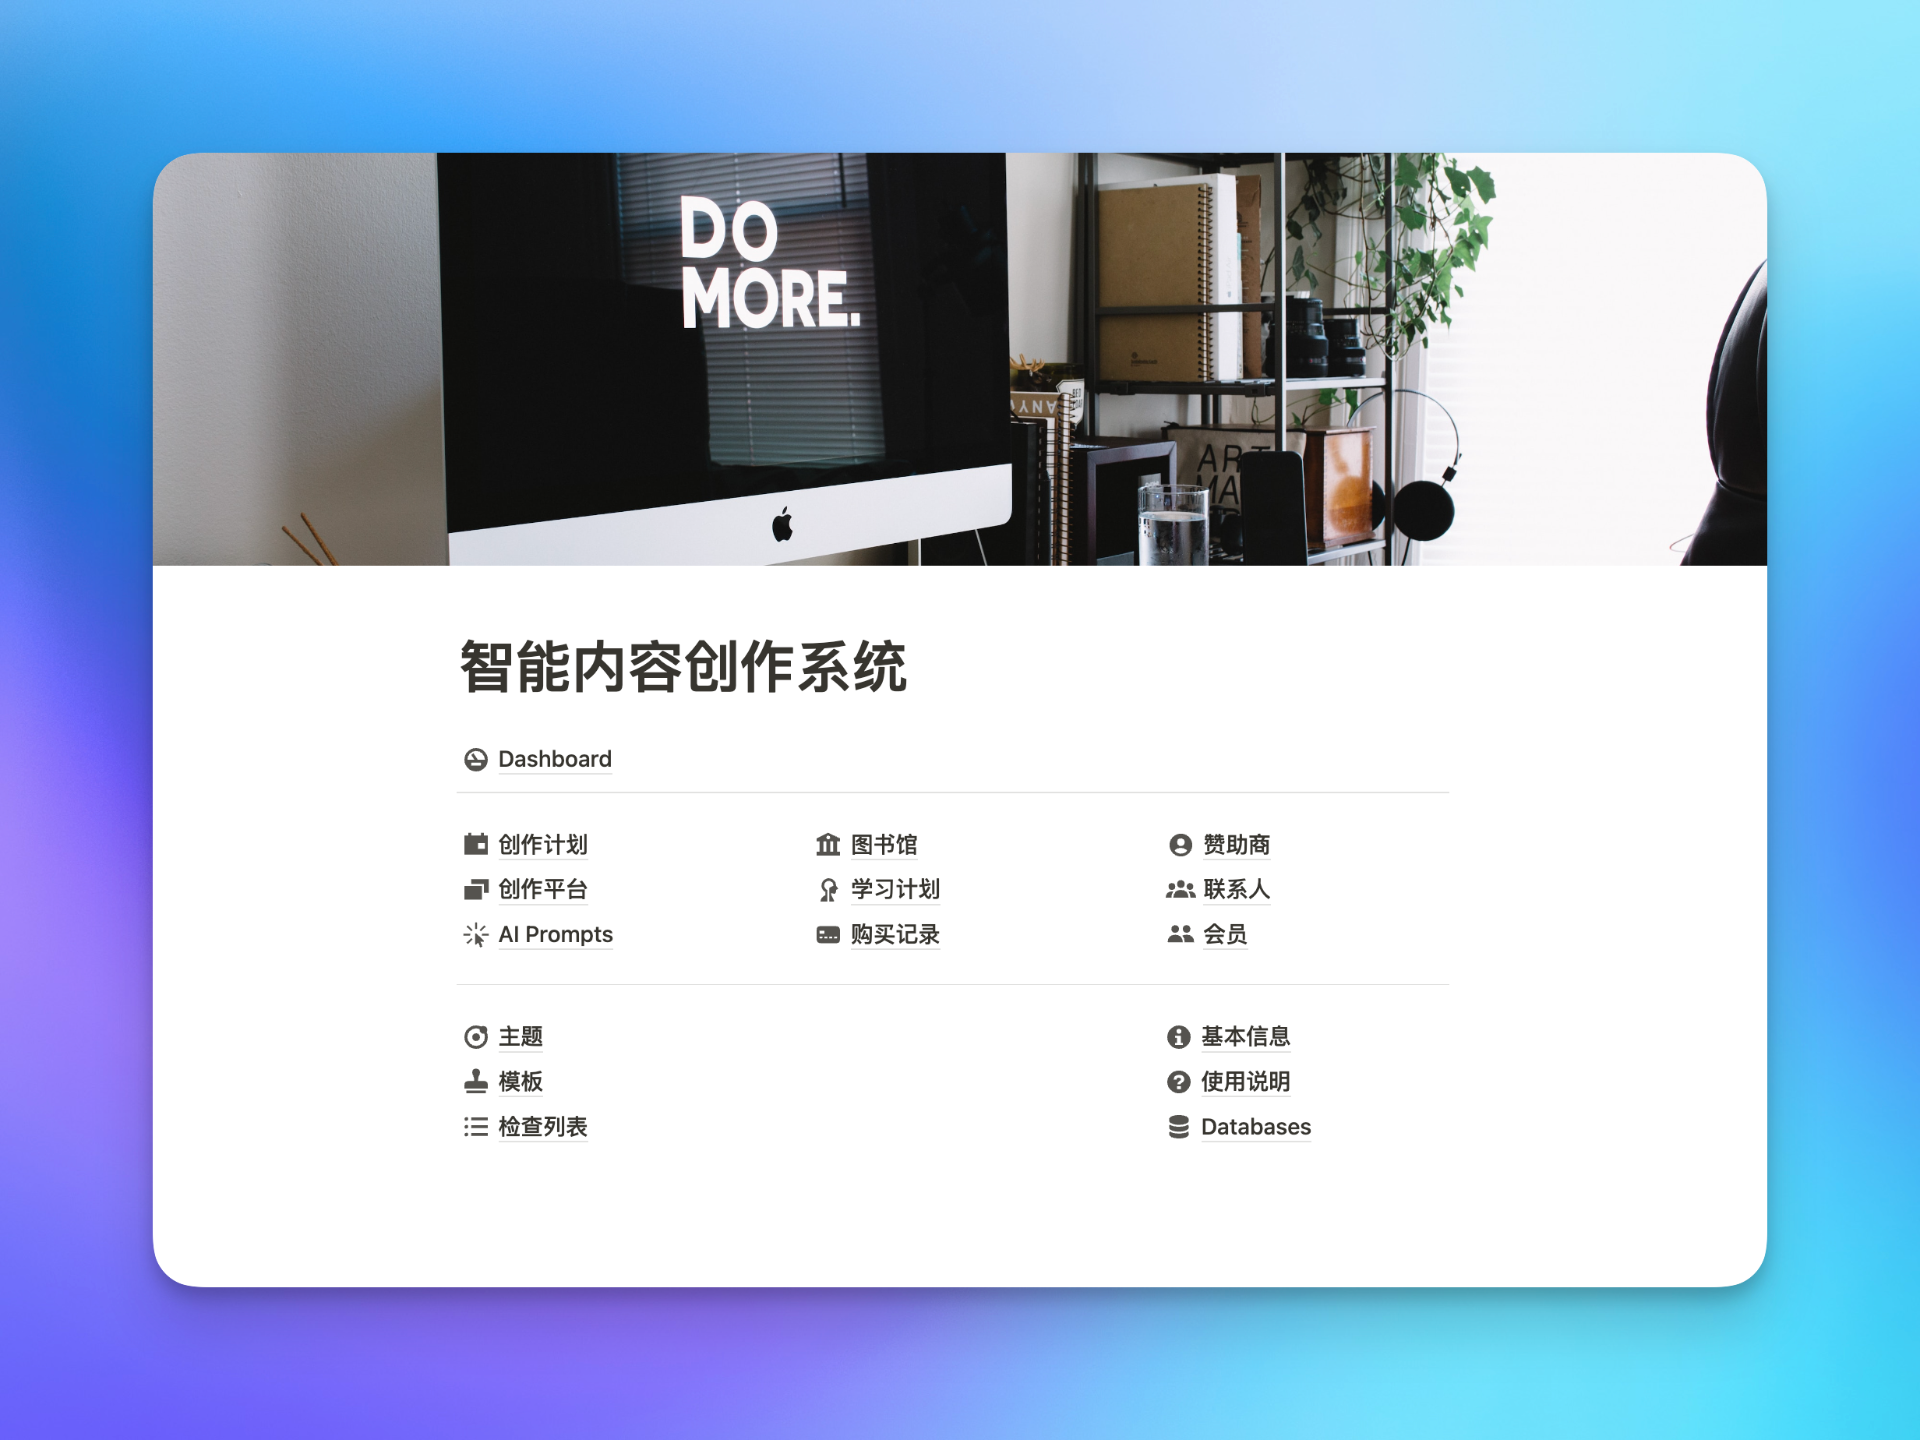 DO
MORE.
ART
MA
智能内容创作系统
Dashboard
创作计划
图书馆
赞助商
创作平台
学习计划
联系人
AI Prompts
购买记录
会员
主题
基本信息
模板
使用说明
检查列表
Databases